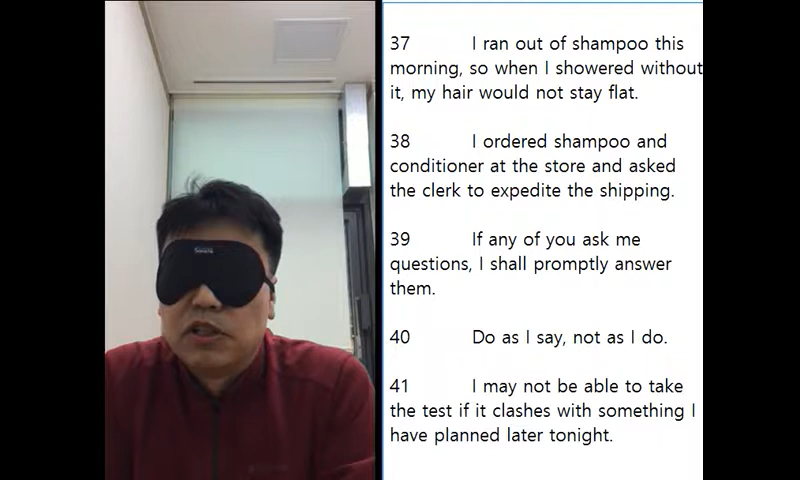 37 I ran out of shampoo this
morning, so when I showered without
it, my hair would not stay flat.
38 I ordered shampoo and
conditioner at the store and asked
the clerk to expedite the shipping.
39 If any of you ask me
questions, I shall promptly answer
them.
40 Do as I say, not as I do.
41 I may not be able to take
the test if it clashes with something I
have planned later tonight.